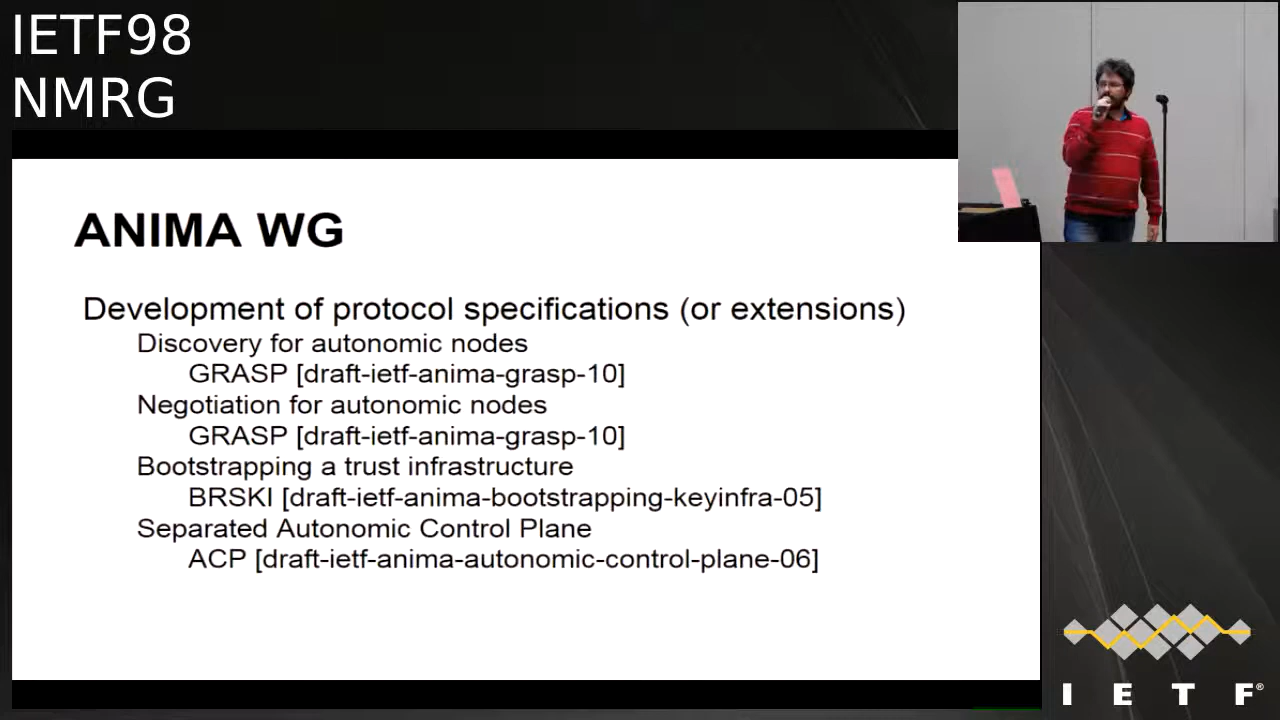 IETF98
NMRG
ANIMA WG
Development of protocol specifications (or extensions)
Discovery for autonomic nodes
GRASP [draft-ietf-anima-grasp-10]
Negotiation for autonomic nodes
GRASP [draft-ietf-anima-grasp-10]
Bootstrapping a trust infrastructure
BRSKI [draft-ietf-anima-bootstrapping-keyinfra-05]
Separated Autonomic Control Plane
ACP [draft-ietf-anima-autonomic-control-plane-06]
I E T F®